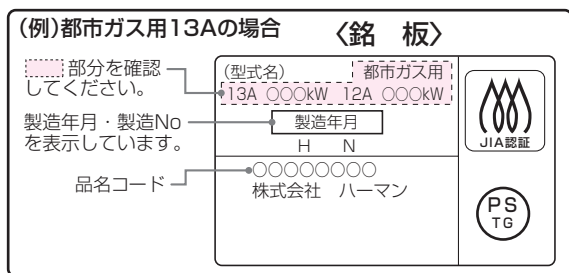 (例)都市ガス用13Aの場合
〈銘 板〉
部分を確認
してください。
製造年月・製造No
を表示しています。
品名コード
(型式名)
都市ガス用
13A ○○○kW 12A ○○○kW
製造年月
H N
○○○○○○○○
株式会社 ハーマン
JIA認証
PS
TG